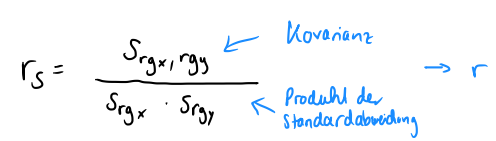 r_s = S_rgx,rgy / S_rgx · S_rgy
Kovarianz
Produkt der
Standardabweichung
→ r